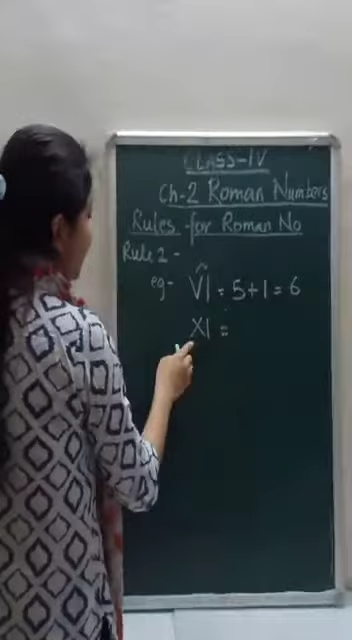 CLASS-IV
Ch-2 Roman Numbers
Rules for Roman No
Rule 2 -
eg- VI = 5+1 = 6
XI =